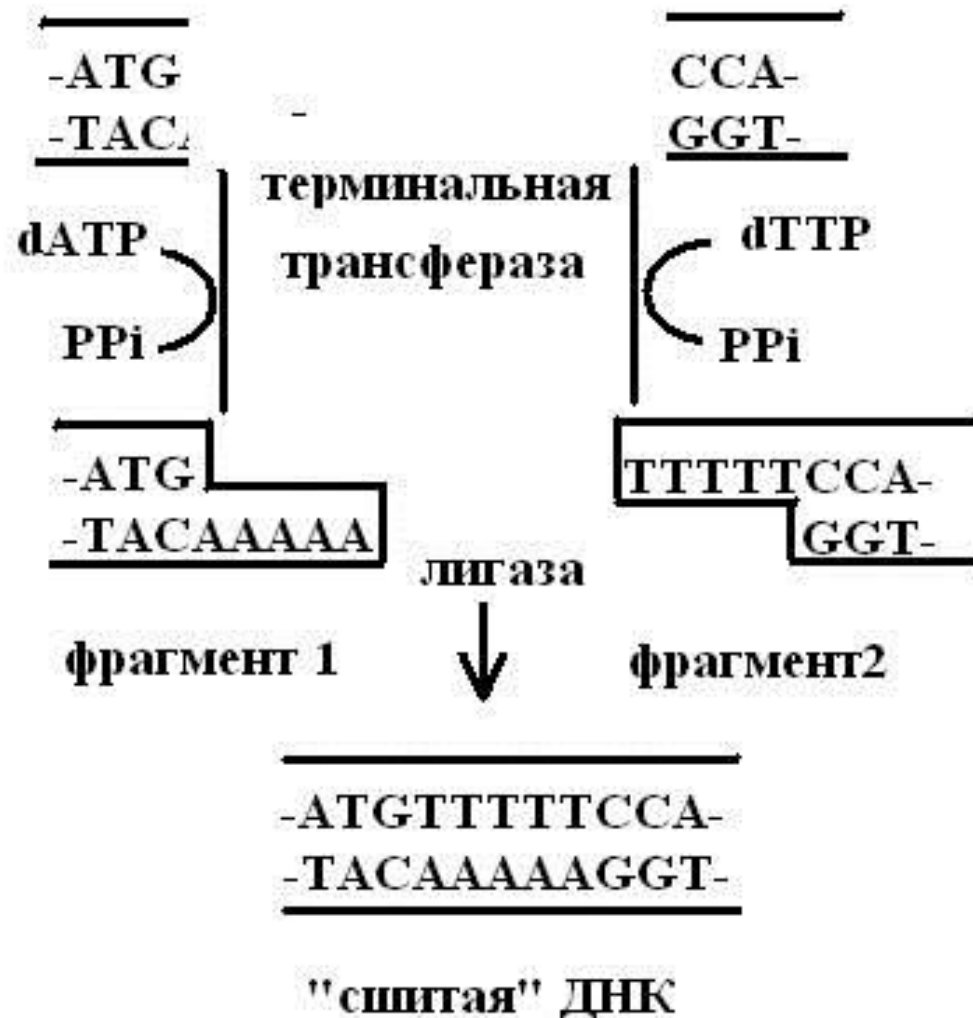 -ATG CCA-
-TACA GGT-
-
терминальная
трансфераза
dATP dTTP
PPi PPi
-ATG TTTTTCCA-
-TACAAAAA GGT-
лигаза
фрагмент 1 фрагмент2
-ATGTTTTTCCA-
-TACAAAAAGGT-
"сшитая" ДНК